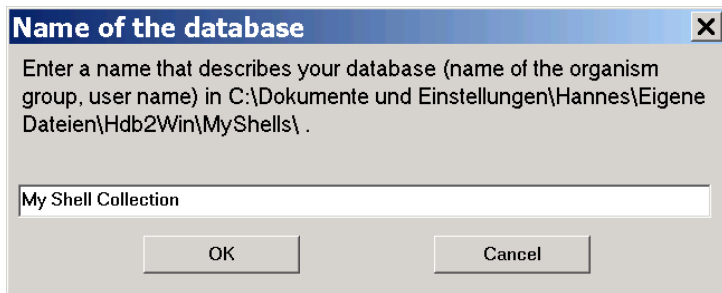 Name of the database
Enter a name that describes your database (name of the organism
group, user name) in C:\Dokumente und Einstellungen\Hannes\Eigene
Dateien\Hdb2Win\MyShells\ .
My Shell Collection
OK Cancel